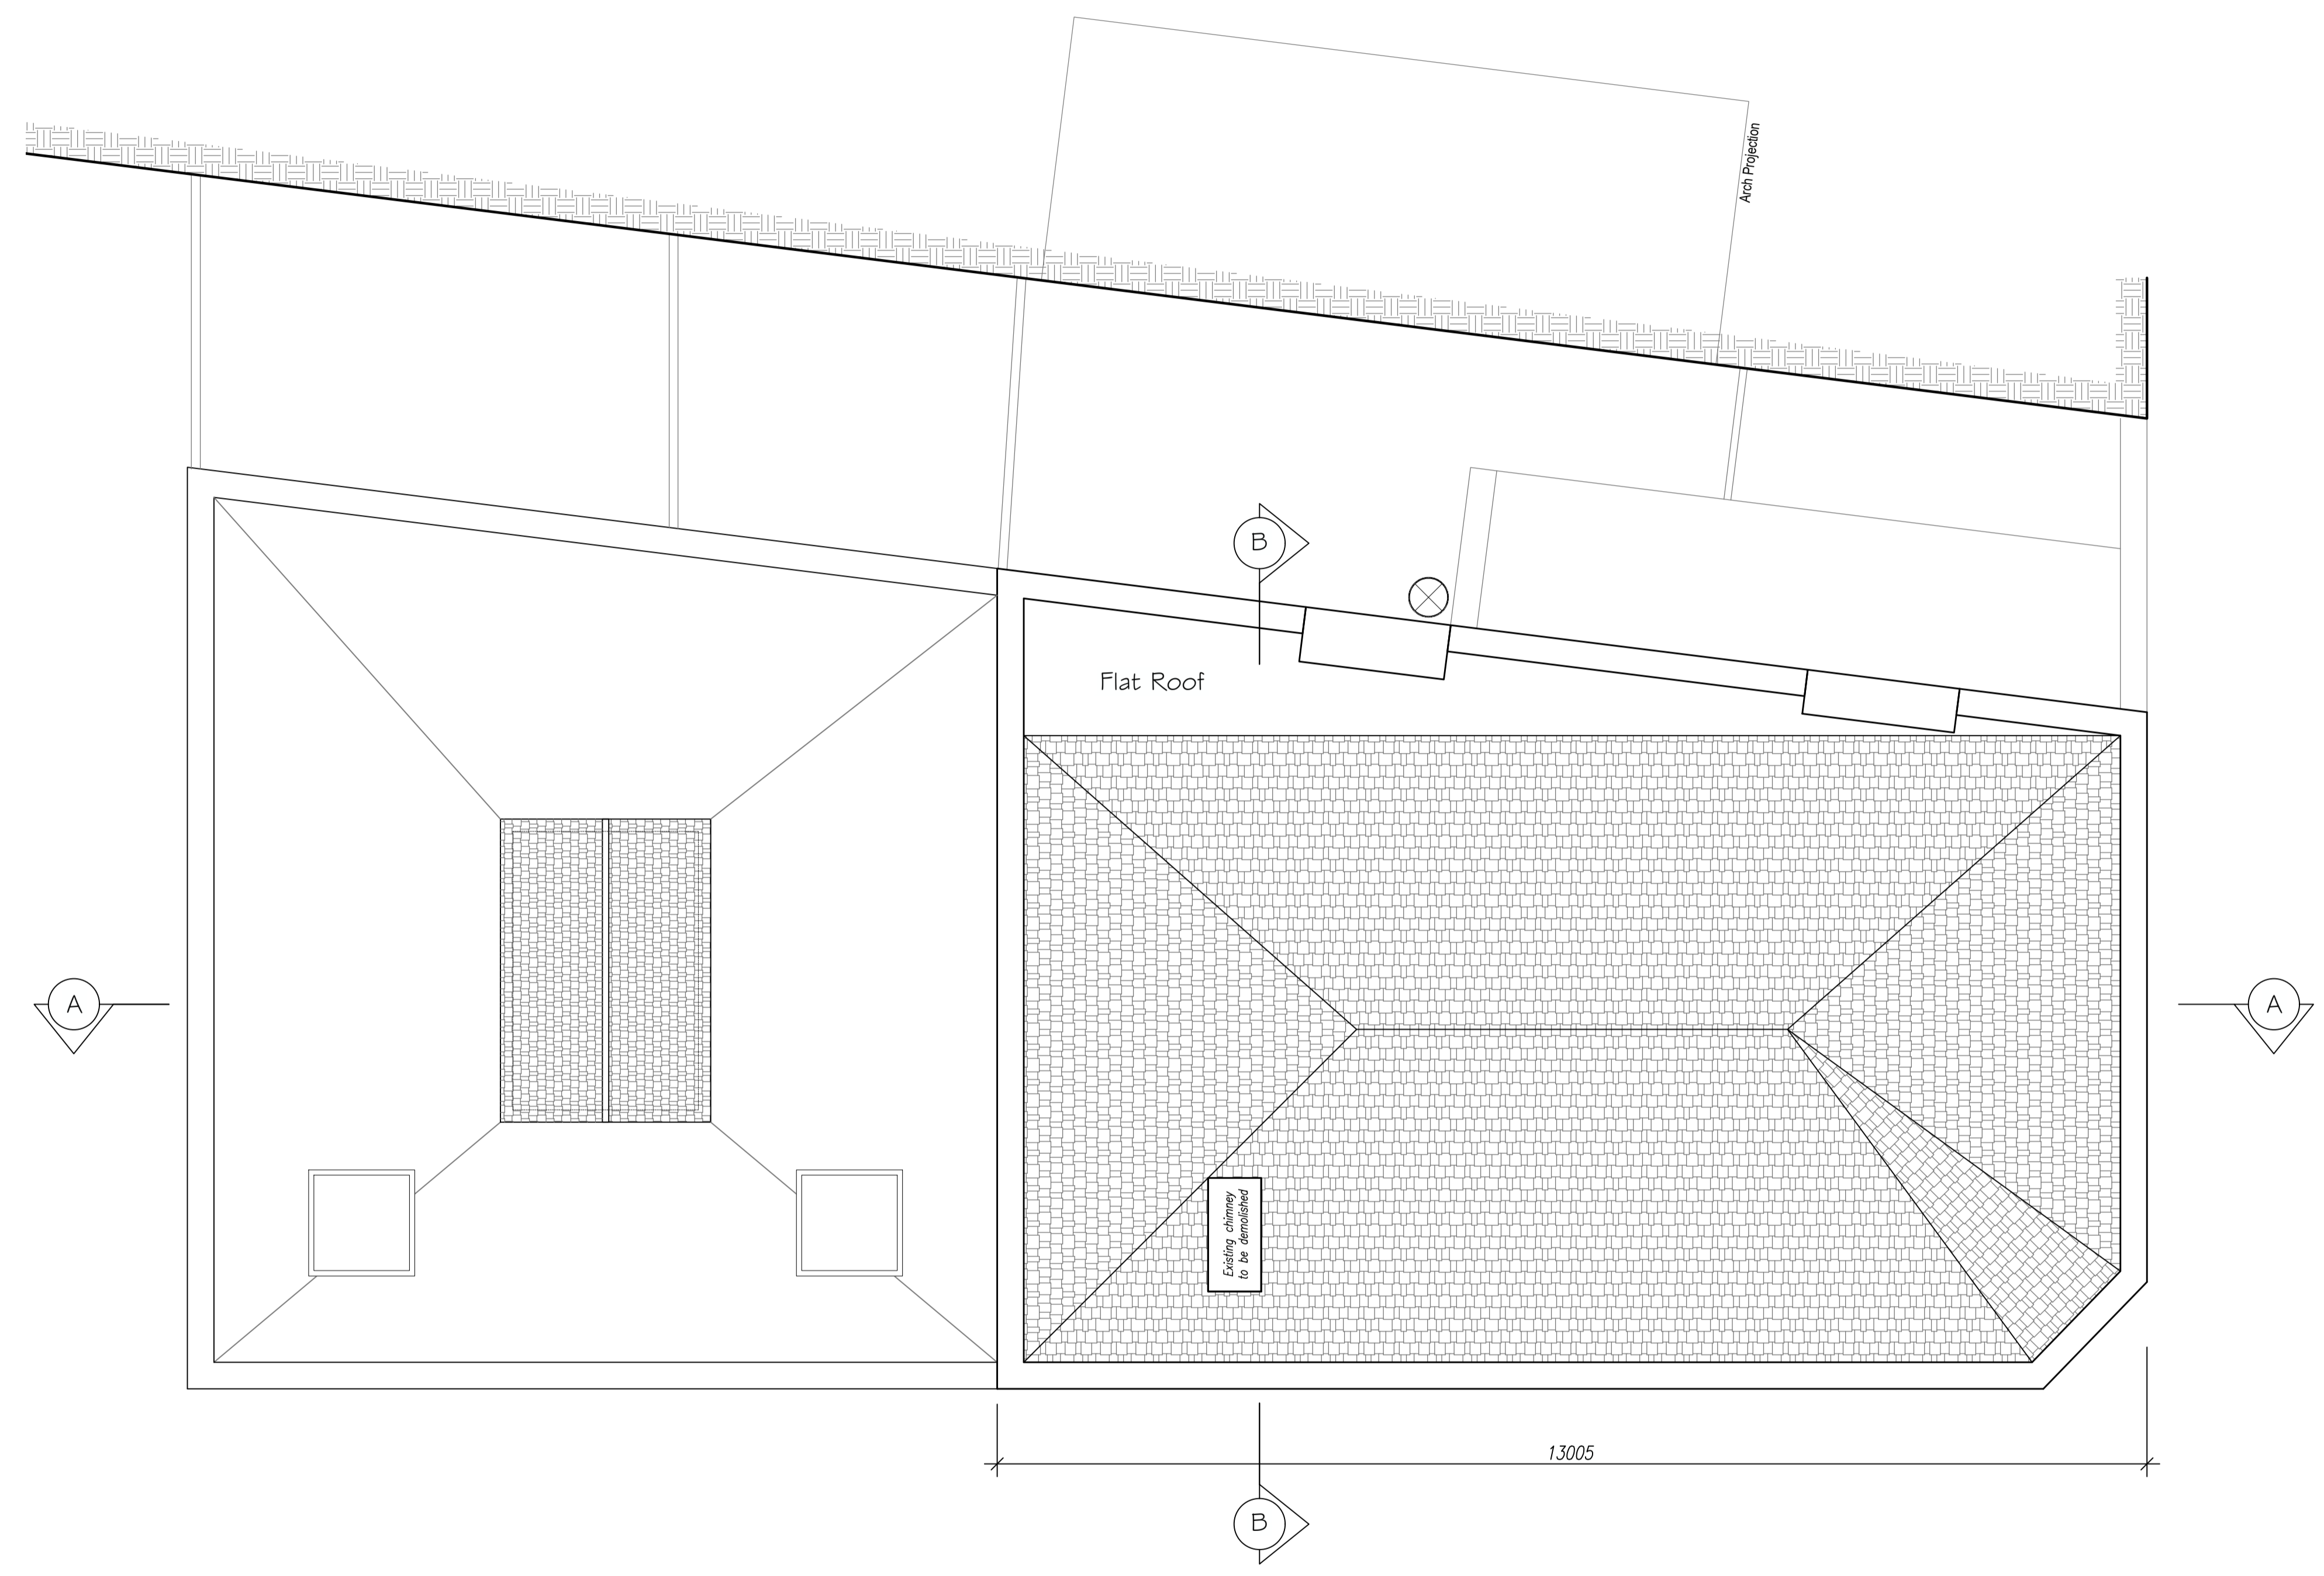 Arch Projection
B
Flat Roof
A
A
Existing chimney
to be demolished
13005
B